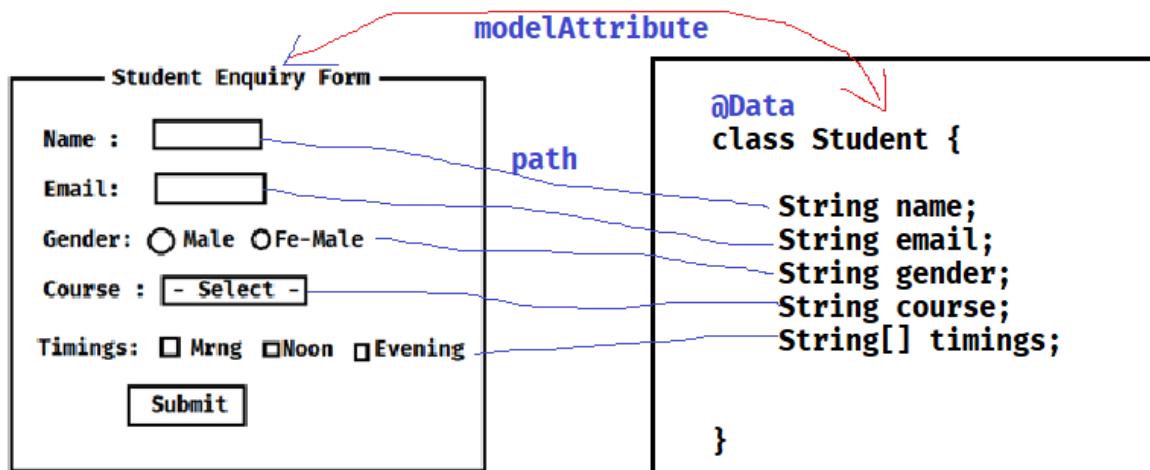 modelAttribute
Student Enquiry Form
Name :
Email:
Gender: Male Fe-Male
Course : - Select -
Timings: Mrng Noon Evening
Submit
path
@Data
class Student {
String name;
String email;
String gender;
String course;
String[] timings;
}